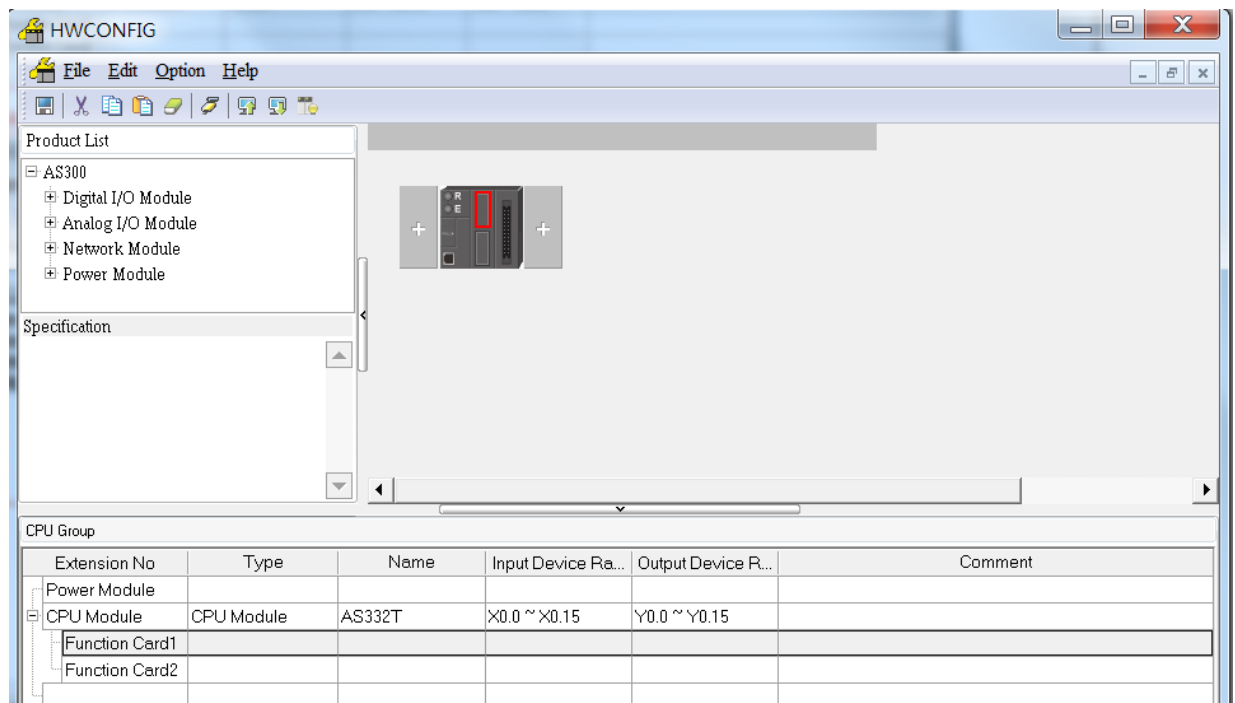 HWCONFIG
File Edit Option Help
Product List
AS300
Digital I/O Module
Analog I/O Module
Network Module
Power Module
Specification
R
E
+ +
CPU Group
Extension No Type Name Input Device Ra... Output Device R... Comment
Power Module
CPU Module CPU Module AS332T X0.0 ~ X0.15 Y0.0 ~ Y0.15
Function Card1
Function Card2